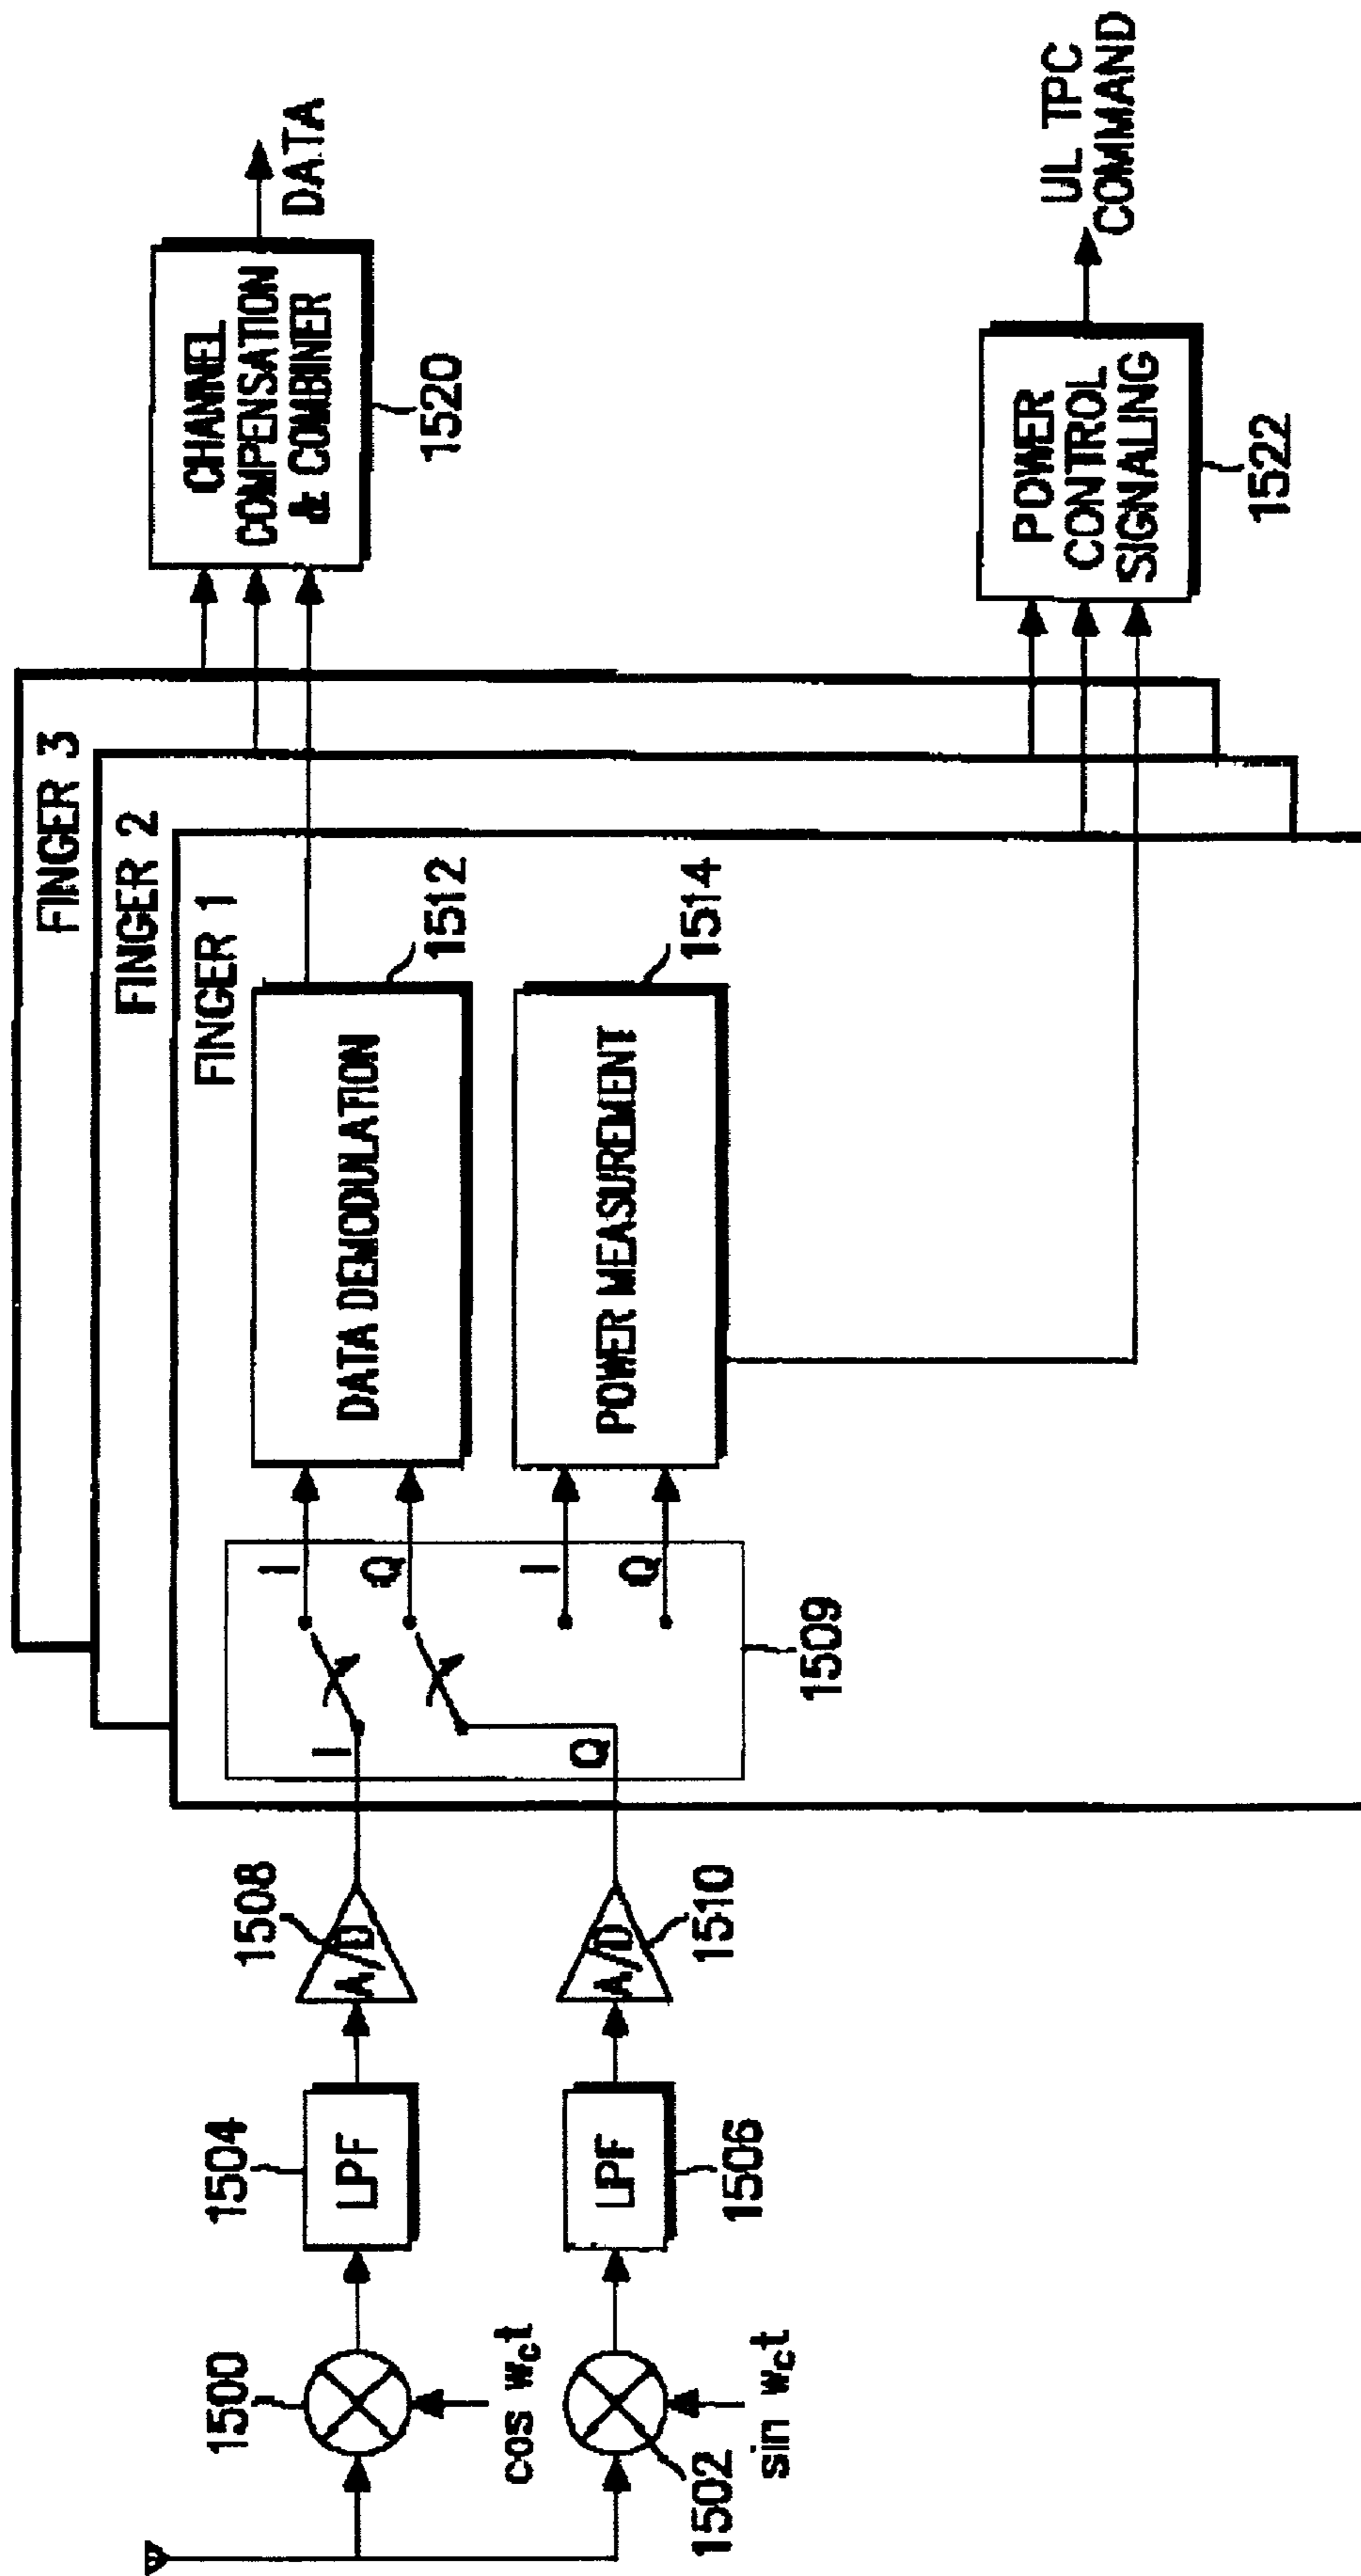 1500
cos wct
1502
sin wct
1504
LPF
LPF
1506
1508
A/D
A/D
1510
I
Q
I
Q
I
Q
1509
FINGER 3
FINGER 2
FINGER 1
DATA DEMODULATION
1512
POWER MEASUREMENT
1514
CHANNEL
COMPENSATION
& COMBINER
1520
DATA
POWER
CONTROL
SIGNALING
1522
UL TPC
COMMAND